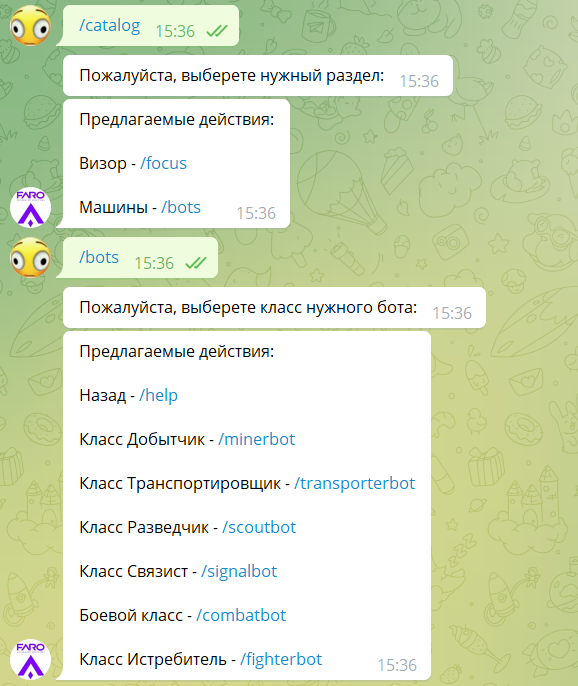 /catalog 15:36
Пожалуйста, выберете нужный раздел: 15:36
Предлагаемые действия:
Визор - /focus
Машины - /bots 15:36
FARO
/bots 15:36
Пожалуйста, выберете класс нужного бота: 15:36
Предлагаемые действия:
Назад - /help
Класс Добытчик - /minerbot
Класс Транспортировщик - /transporterbot
Класс Разведчик - /scoutbot
Класс Связист - /signalbot
Боевой класс - /combatbot
Класс Истребитель - /fighterbot 15:36
FARO